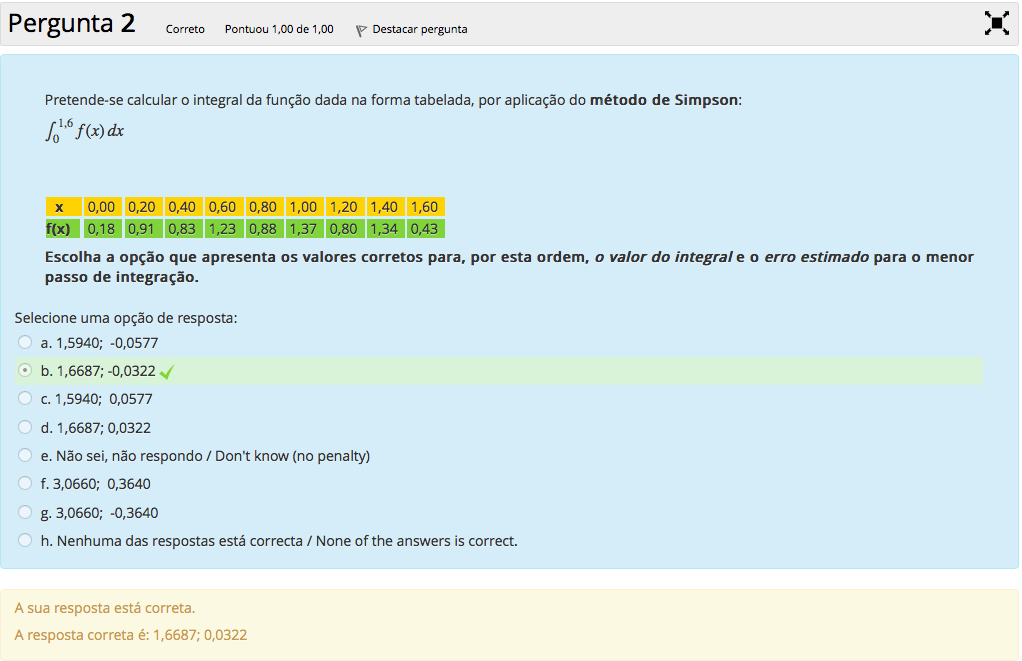 Pergunta 2 Correto Pontuou 1,00 de 1,00 Destacar pergunta
Pretende-se calcular o integral da função dada na forma tabelada, por aplicação do método de Simpson:
∫₀^1,6 f(x) dx
x 0,00 0,20 0,40 0,60 0,80 1,00 1,20 1,40 1,60
f(x) 0,18 0,91 0,83 1,23 0,88 1,37 0,80 1,34 0,43
Escolha a opção que apresenta os valores corretos para, por esta ordem, o valor do integral e o erro estimado para o menor
passo de integração.
Selecione uma opção de resposta:
a. 1,5940; -0,0577
b. 1,6687; -0,0322
c. 1,5940; 0,0577
d. 1,6687; 0,0322
e. Não sei, não respondo / Don't know (no penalty)
f. 3,0660; 0,3640
g. 3,0660; -0,3640
h. Nenhuma das respostas está correcta / None of the answers is correct.
A sua resposta está correta.
A resposta correta é: 1,6687; 0,0322